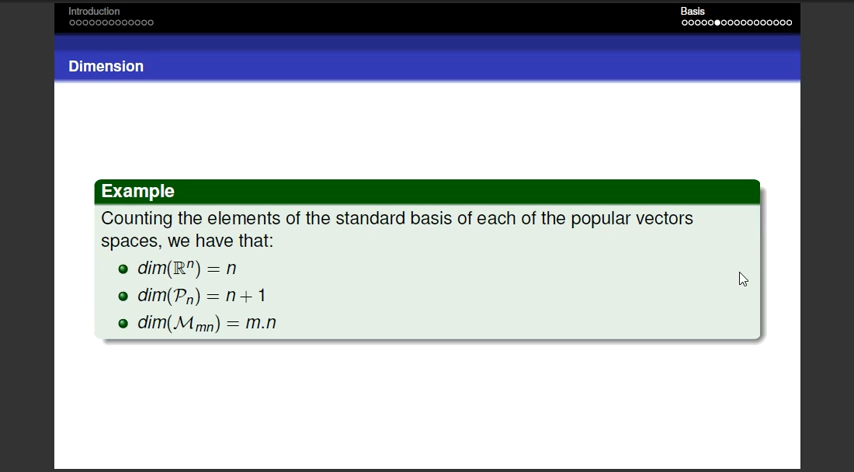 Introduction
Basis
Dimension
Example
Counting the elements of the standard basis of each of the popular vectors
spaces, we have that:
dim(ℝⁿ) = n
dim(𝒫ₙ) = n + 1
dim(ℳₘₙ) = m.n